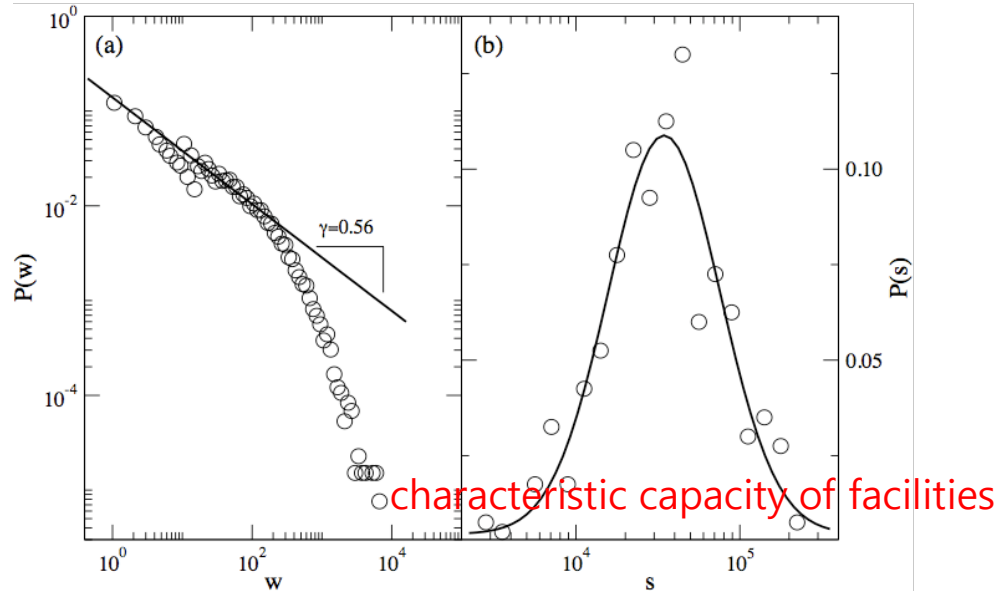 10^0
(a)
(b)
0.10
γ=0.56
10^-2
P(w)
P(s)
0.05
10^-4
characteristic capacity of facilities
10^0
10^2
10^4
10^4
10^5
w
s